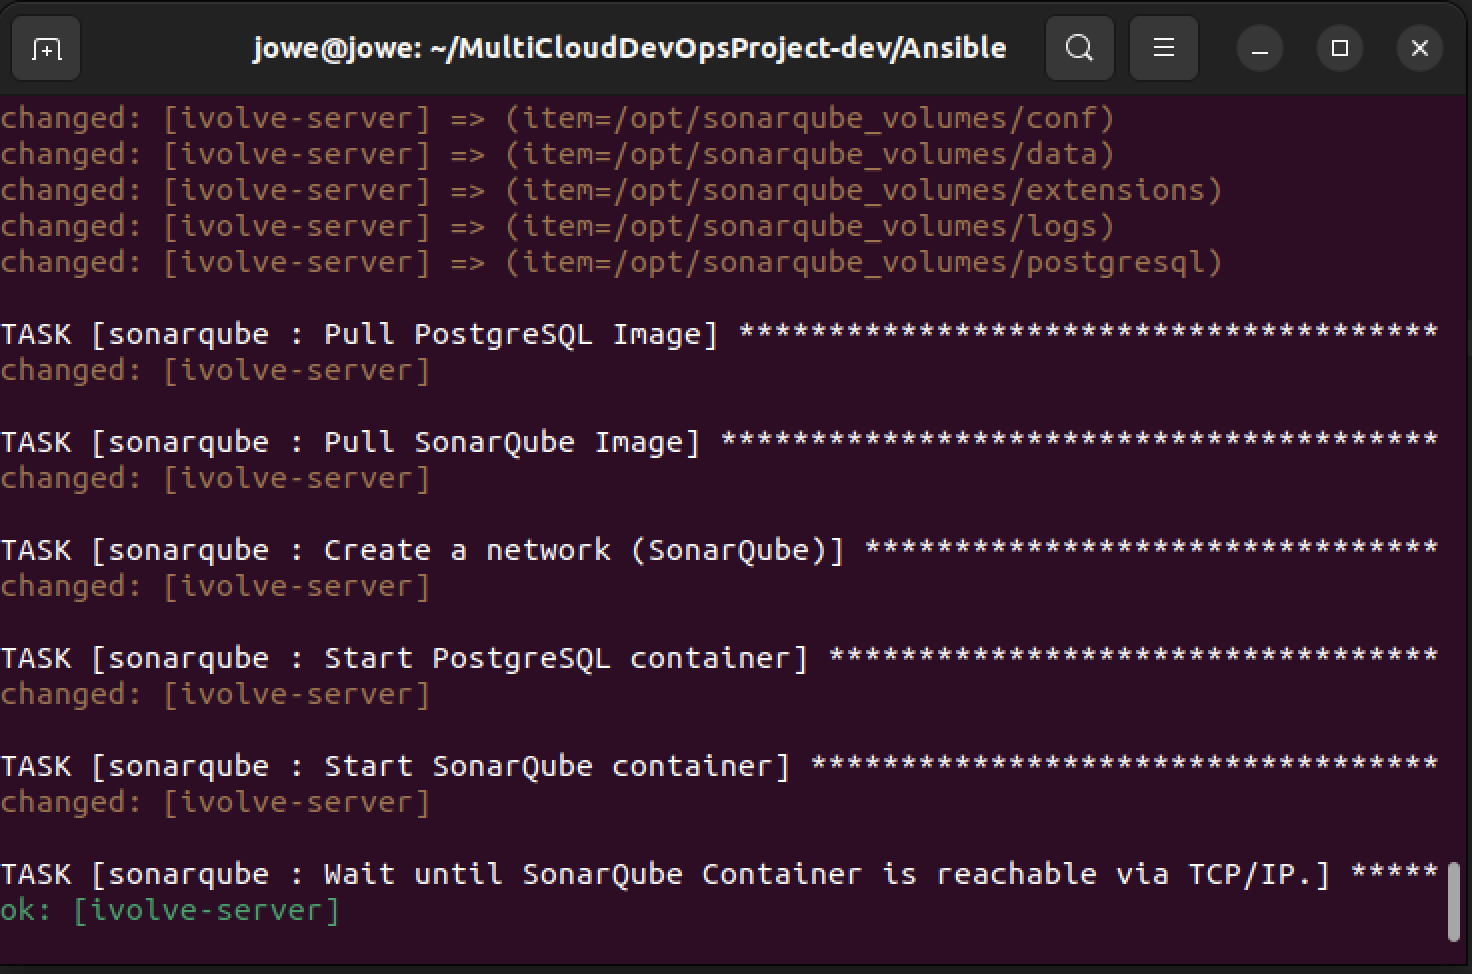 jowe@jowe: ~/MultiCloudDevOpsProject-dev/Ansible
changed: [ivolve-server] => (item=/opt/sonarqube_volumes/conf)
changed: [ivolve-server] => (item=/opt/sonarqube_volumes/data)
changed: [ivolve-server] => (item=/opt/sonarqube_volumes/extensions)
changed: [ivolve-server] => (item=/opt/sonarqube_volumes/logs)
changed: [ivolve-server] => (item=/opt/sonarqube_volumes/postgresql)
TASK [sonarqube : Pull PostgreSQL Image] ***************************************
changed: [ivolve-server]
TASK [sonarqube : Pull SonarQube Image] ****************************************
changed: [ivolve-server]
TASK [sonarqube : Create a network (SonarQube)] ********************************
changed: [ivolve-server]
TASK [sonarqube : Start PostgreSQL container] **********************************
changed: [ivolve-server]
TASK [sonarqube : Start SonarQube container] ***********************************
changed: [ivolve-server]
TASK [sonarqube : Wait until SonarQube Container is reachable via TCP/IP.] *****
ok: [ivolve-server]